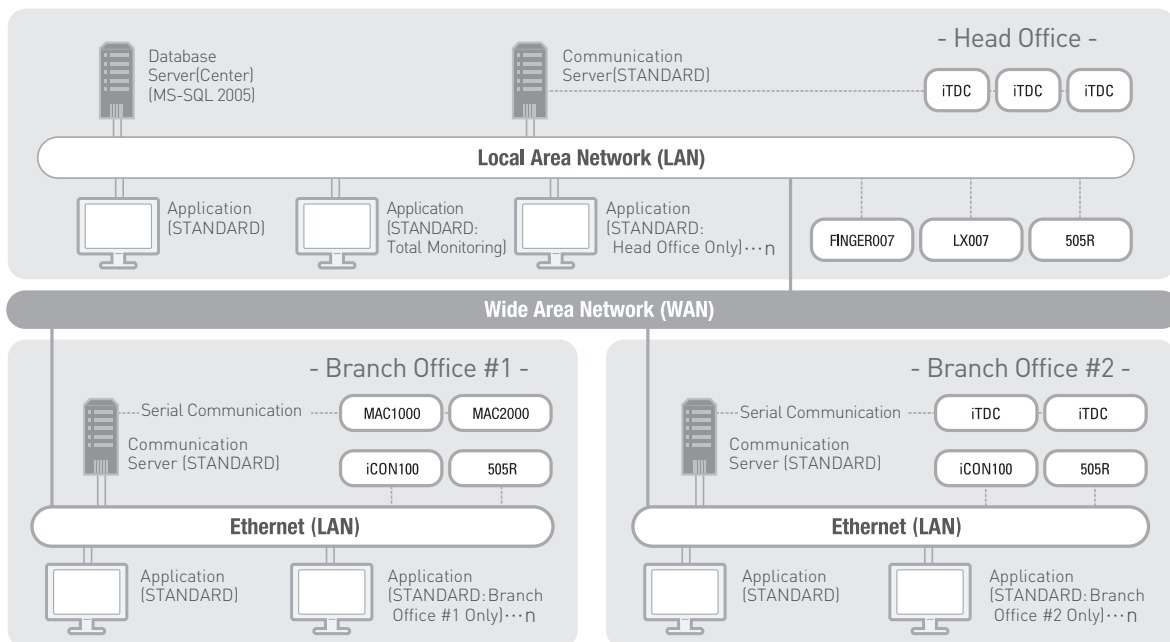 - Head Office -
Database
Server(Center)
(MS-SQL 2005)
Communication
Server(STANDARD)
iTDC
iTDC
iTDC
Local Area Network (LAN)
Application
(STANDARD)
Application
(STANDARD:
Total Monitoring)
Application
(STANDARD:
Head Office Only)···n
FINGER007
LX007
505R
Wide Area Network (WAN)
- Branch Office #1 -
Serial Communication
MAC1000
MAC2000
Communication
Server (STANDARD)
iCON100
505R
Ethernet (LAN)
Application
(STANDARD)
Application
(STANDARD:Branch
Office #1 Only)···n
- Branch Office #2 -
Serial Communication
iTDC
iTDC
Communication
Server (STANDARD)
iCON100
505R
Ethernet (LAN)
Application
(STANDARD)
Application
(STANDARD:Branch
Office #2 Only)···n